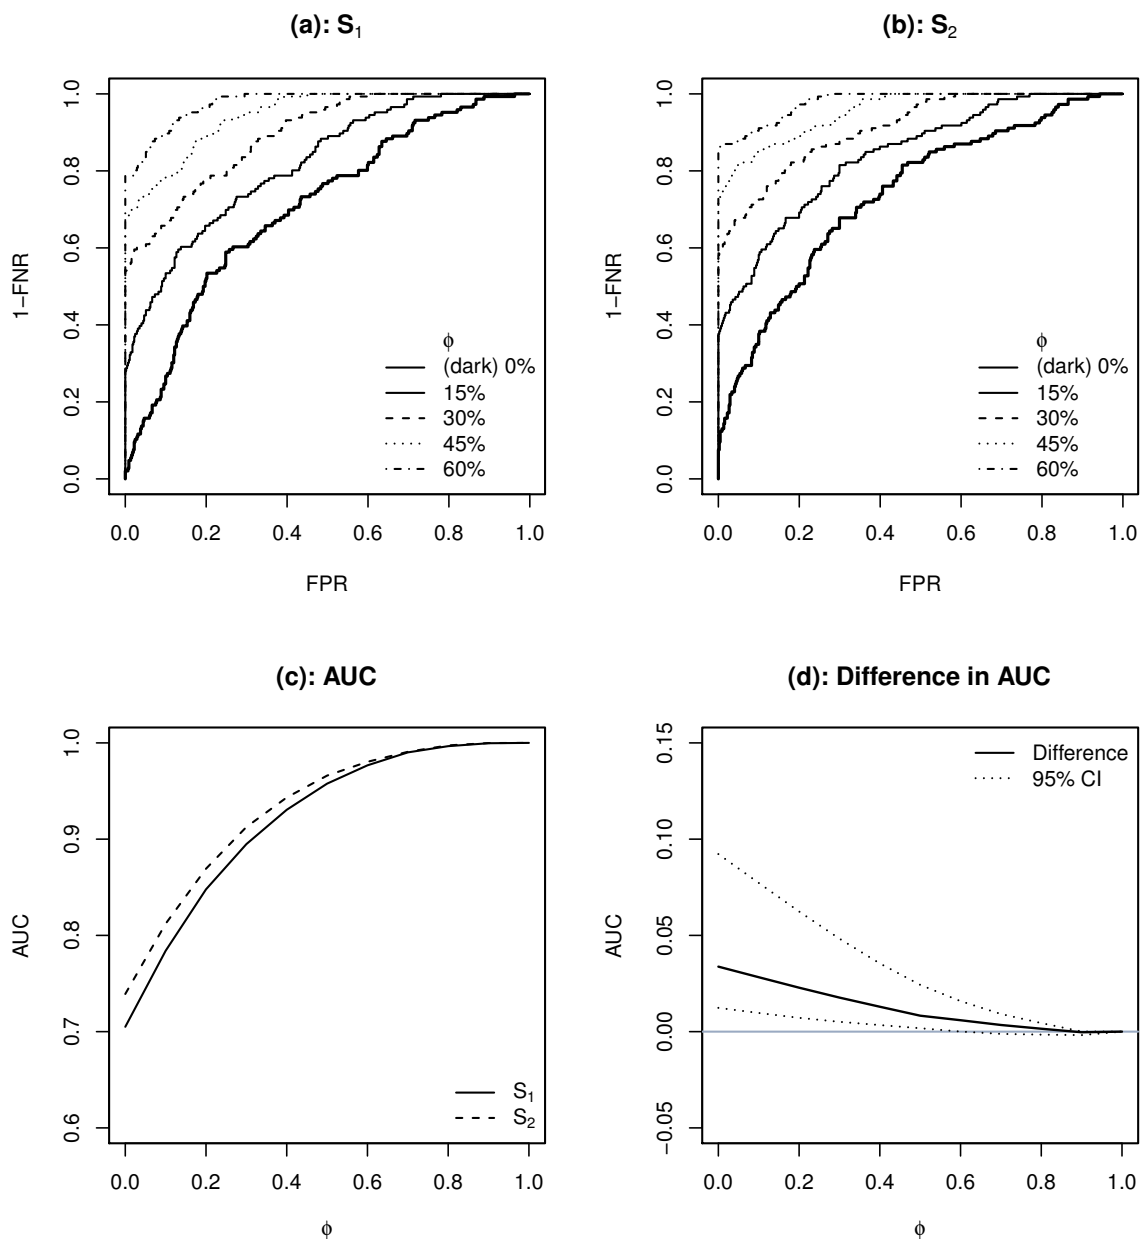 (a): S₁
1.0
0.8
0.6
0.4
0.2
0.0
1−FNR
ϕ
(dark) 0%
15%
30%
45%
60%
0.0 0.2 0.4 0.6 0.8 1.0
FPR
(b): S₂
1.0
0.8
0.6
0.4
0.2
0.0
1−FNR
ϕ
(dark) 0%
15%
30%
45%
60%
0.0 0.2 0.4 0.6 0.8 1.0
FPR
(c): AUC
1.0
0.9
0.8
0.7
0.6
AUC
S₁
S₂
0.0 0.2 0.4 0.6 0.8 1.0
ϕ
(d): Difference in AUC
0.15
0.10
0.05
0.00
−0.05
AUC
Difference
95% CI
0.0 0.2 0.4 0.6 0.8 1.0
ϕ